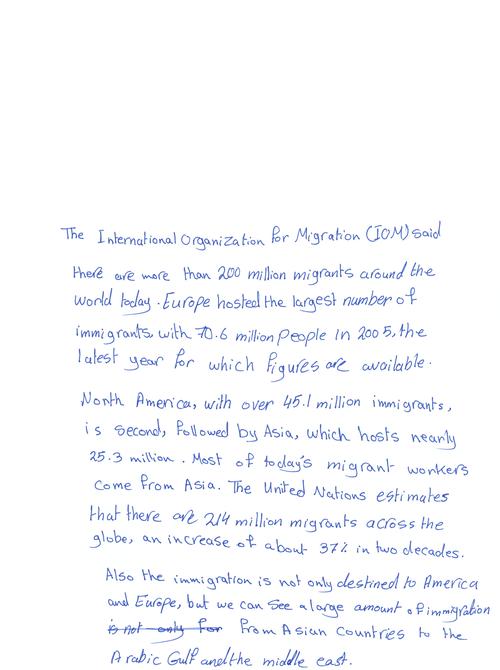 The International Organization for Migration (IOM) said
there are more than 200 million migrants around the
world today. Europe hosted the largest number of
immigrants, with 70.6 million people in 2005, the
latest year for which figures are available.
North America, with over 45.1 million immigrants,
is second, followed by Asia, which hosts nearly
25.3 million. Most of today's migrant workers
come from Asia. The United Nations estimates
that there are 214 million migrants across the
globe, an increase of about 37% in two decades.
Also the immigration is not only destined to America
and Europe, but we can see a large amount of immigration
is not only for from Asian countries to the
Arabic Gulf and the middle east.